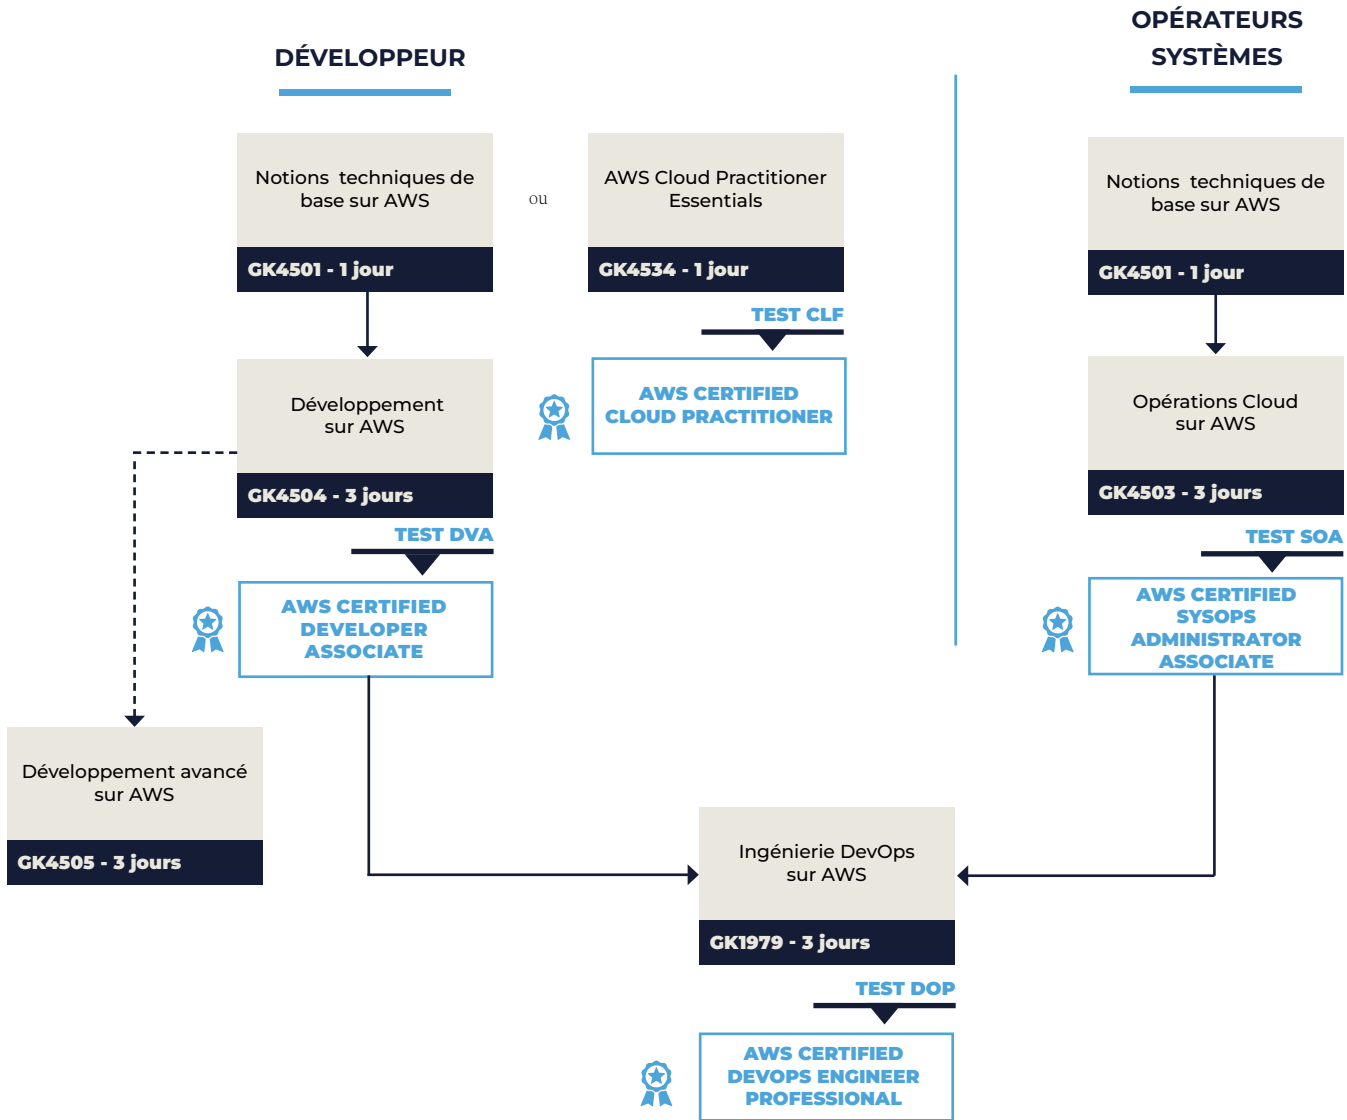 DÉVELOPPEUR
Notions techniques de
base sur AWS
GK4501 - 1 jour
ou
AWS Cloud Practitioner
Essentials
GK4534 - 1 jour
TEST CLF
AWS CERTIFIED
CLOUD PRACTITIONER
Développement
sur AWS
GK4504 - 3 jours
TEST DVA
AWS CERTIFIED
DEVELOPER
ASSOCIATE
Développement avancé
sur AWS
GK4505 - 3 jours
OPÉRATEURS
SYSTÈMES
Notions techniques de
base sur AWS
GK4501 - 1 jour
Opérations Cloud
sur AWS
GK4503 - 3 jours
TEST SOA
AWS CERTIFIED
SYSOPS
ADMINISTRATOR
ASSOCIATE
Ingénierie DevOps
sur AWS
GK1979 - 3 jours
TEST DOP
AWS CERTIFIED
DEVOPS ENGINEER
PROFESSIONAL